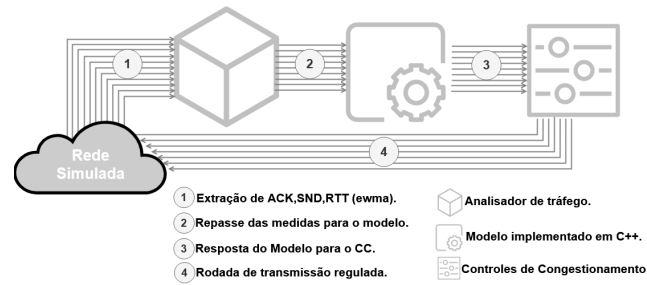 1
2
3
4
Rede
Simulada
1 Extração de ACK,SND,RTT (ewma).
2 Repasse das medidas para o modelo.
3 Resposta do Modelo para o CC.
4 Rodada de transmissão regulada.
Analisador de tráfego.
Modelo implementado em C++.
Controles de Congestionamento